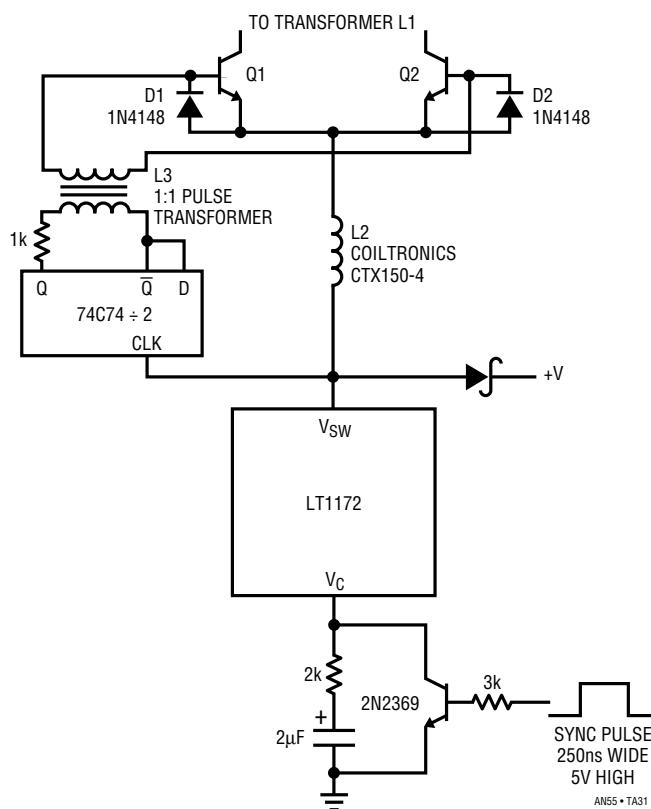 TO TRANSFORMER L1
Q1
Q2
D1
1N4148
D2
1N4148
L3
1:1 PULSE
TRANSFORMER
1k
L2
COILTRONICS
CTX150-4
Q
Q̅
D
74C74 ÷ 2
CLK
+V
VSW
LT1172
VC
2k
2N2369
3k
+
2µF
SYNC PULSE
250ns WIDE
5V HIGH
AN55 • TA31